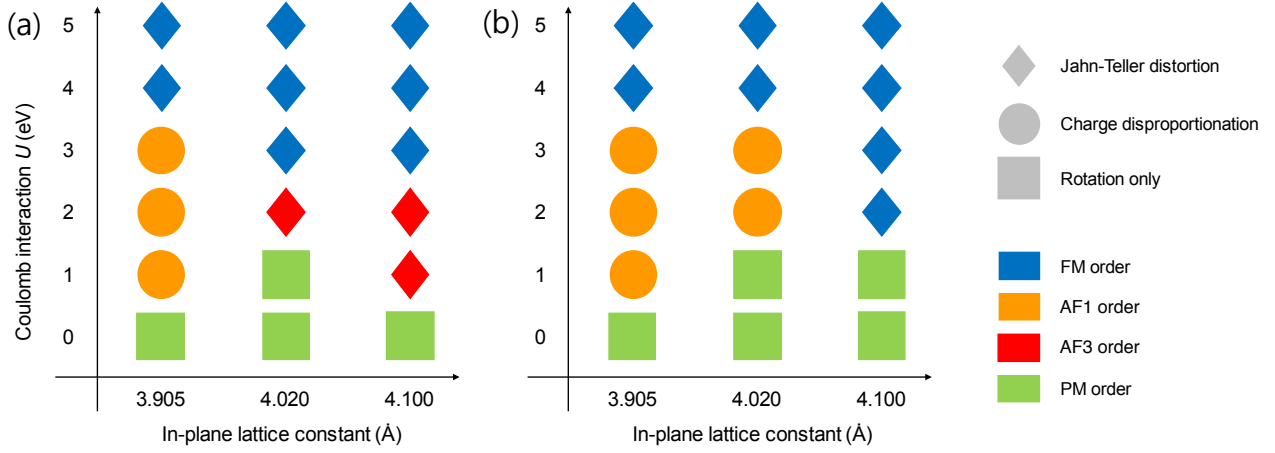 (a)
Coulomb interaction U (eV)
5
4
3
2
1
0
3.905 4.020 4.100
In-plane lattice constant (Å)
(b)
5
4
3
2
1
0
3.905 4.020 4.100
In-plane lattice constant (Å)
Jahn-Teller distortion
Charge disproportionation
Rotation only
FM order
AF1 order
AF3 order
PM order